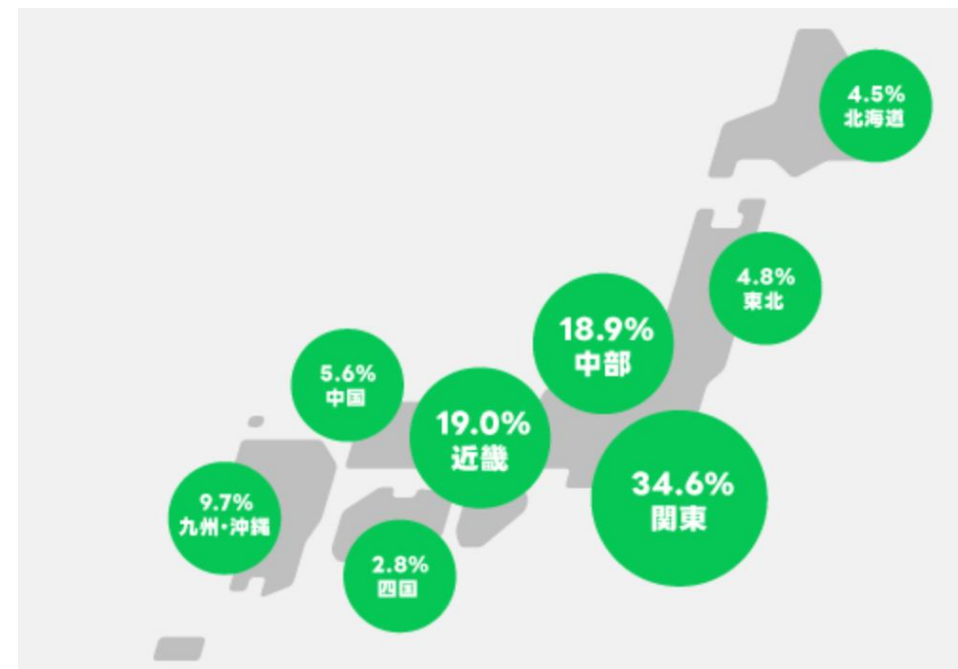 4.5%
北海道
4.8%
東北
18.9%
中部
5.6%
中国
19.0%
近畿
34.6%
関東
9.7%
九州・沖縄
2.8%
四国